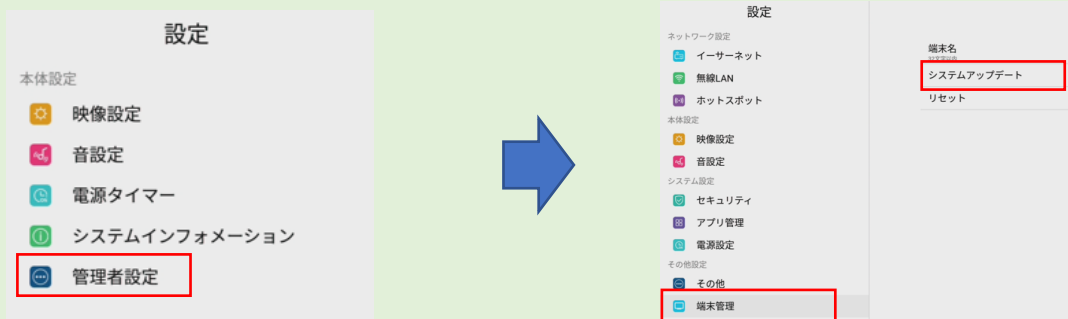 設定
本体設定
映像設定
音設定
電源タイマー
システムインフォメーション
管理者設定
設定
ネットワーク設定
イーサーネット
無線LAN
ホットスポット
本体設定
映像設定
音設定
システム設定
セキュリティ
アプリ管理
電源設定
その他設定
その他
端末管理
端末名
システムアップデート
リセット